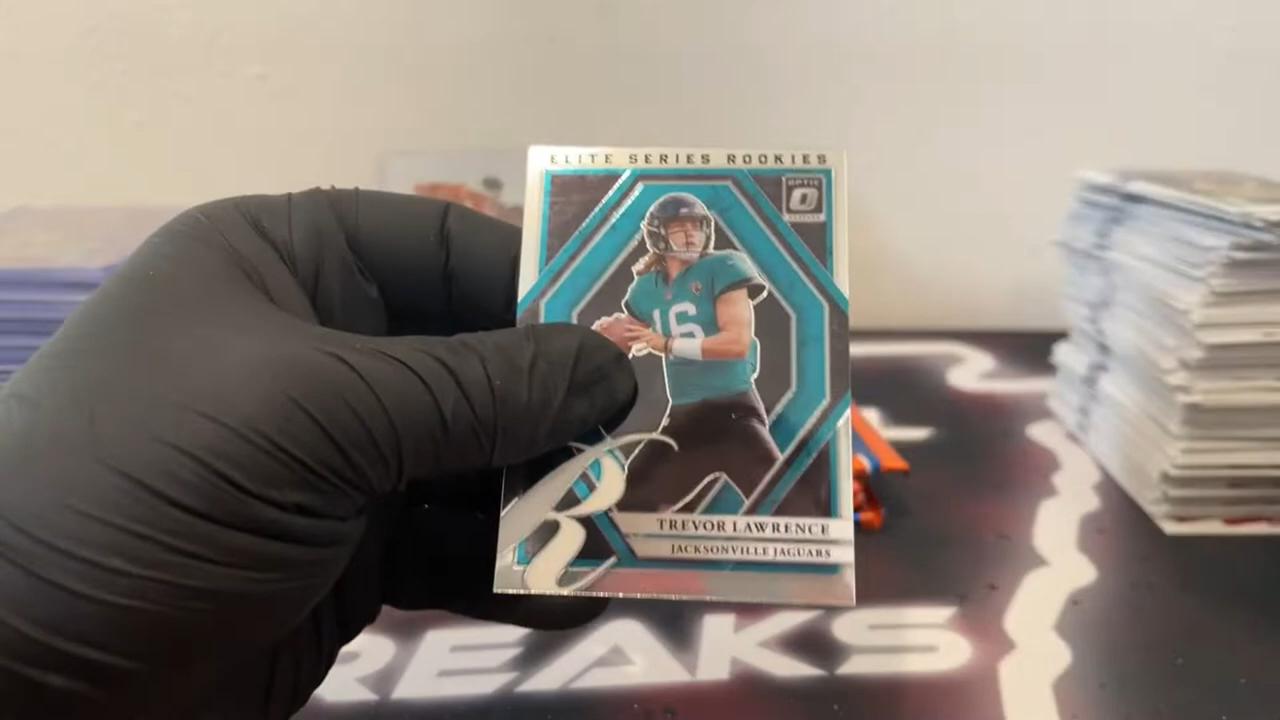 ELITE SERIES ROOKIES
OPTIC
16
R
TREVOR LAWRENCE
JACKSONVILLE JAGUARS
REAKS